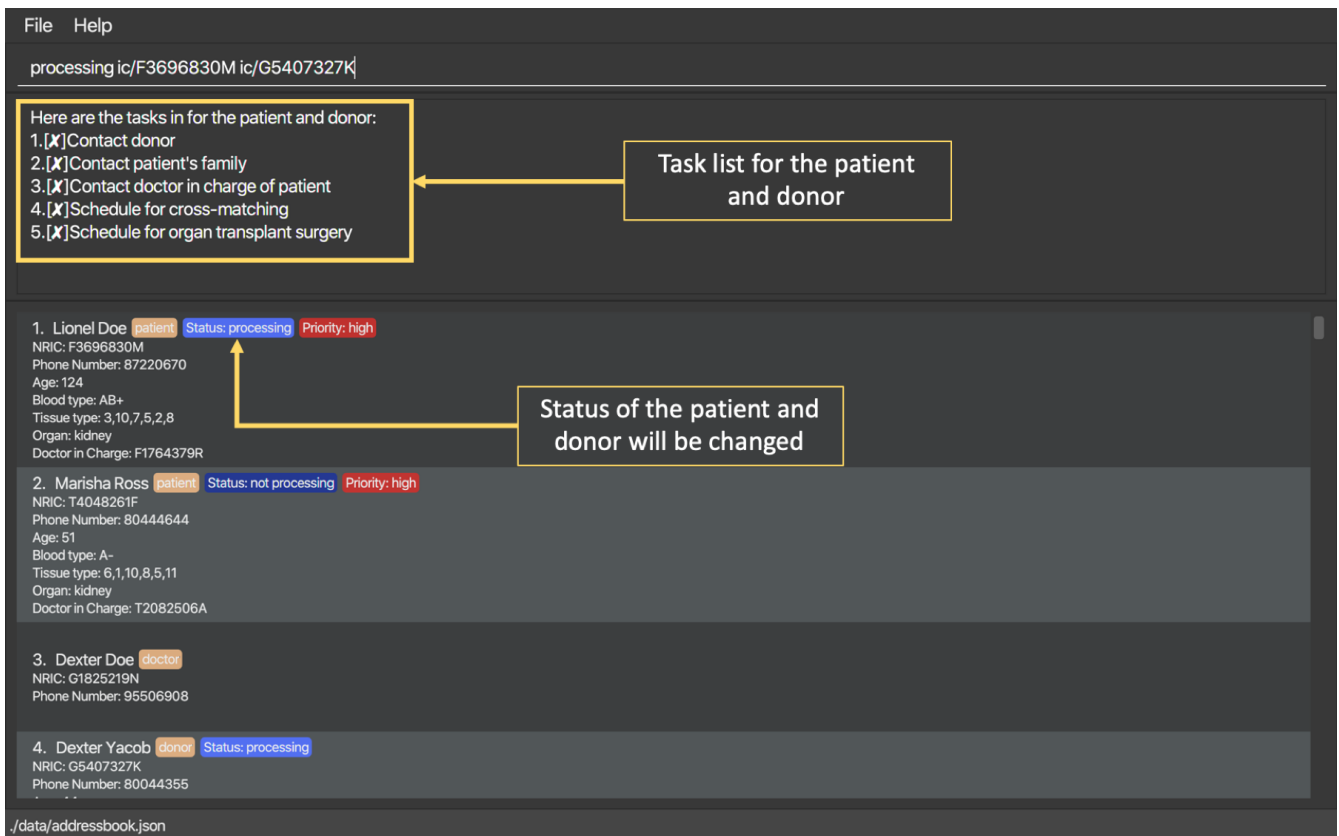 File Help
processing ic/F3696830M ic/G5407327K
Here are the tasks in for the patient and donor:
1.[✗]Contact donor
2.[✗]Contact patient's family
3.[✗]Contact doctor in charge of patient
4.[✗]Schedule for cross-matching
5.[✗]Schedule for organ transplant surgery
Task list for the patient
and donor
1. Lionel Doe patient Status: processing Priority: high
NRIC: F3696830M
Phone Number: 87220670
Age: 124
Blood type: AB+
Tissue type: 3,10,7,5,2,8
Organ: kidney
Doctor in Charge: F1764379R
Status of the patient and
donor will be changed
2. Marisha Ross patient Status: not processing Priority: high
NRIC: T4048261F
Phone Number: 80444644
Age: 51
Blood type: A-
Tissue type: 6,1,10,8,5,11
Organ: kidney
Doctor in Charge: T2082506A
3. Dexter Doe doctor
NRIC: G1825219N
Phone Number: 95506908
4. Dexter Yacob donor Status: processing
NRIC: G5407327K
Phone Number: 80044355
./data/addressbook.json